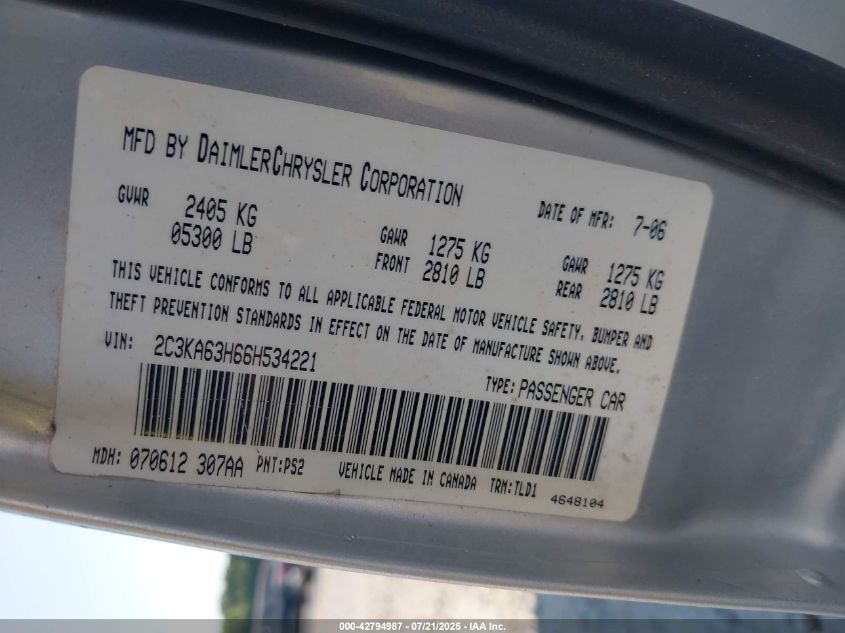 MFD BY DAIMLERCHRYSLER CORPORATION
DATE OF MFR: 7-06
GVWR 2405 KG
05300 LB
GAWR FRONT 1275 KG
2810 LB
GAWR REAR 1275 KG
2810 LB
THIS VEHICLE CONFORMS TO ALL APPLICABLE FEDERAL MOTOR VEHICLE SAFETY, BUMPER AND
THEFT PREVENTION STANDARDS IN EFFECT ON THE DATE OF MANUFACTURE SHOWN ABOVE.
VIN: 2C3KA63H66H534221
TYPE: PASSENGER CAR
MDH: 070612 307AA PNT:PS2 VEHICLE MADE IN CANADA TRM:TLD1
4648104
000-42794987 - 07/21/2025 - IAA Inc.